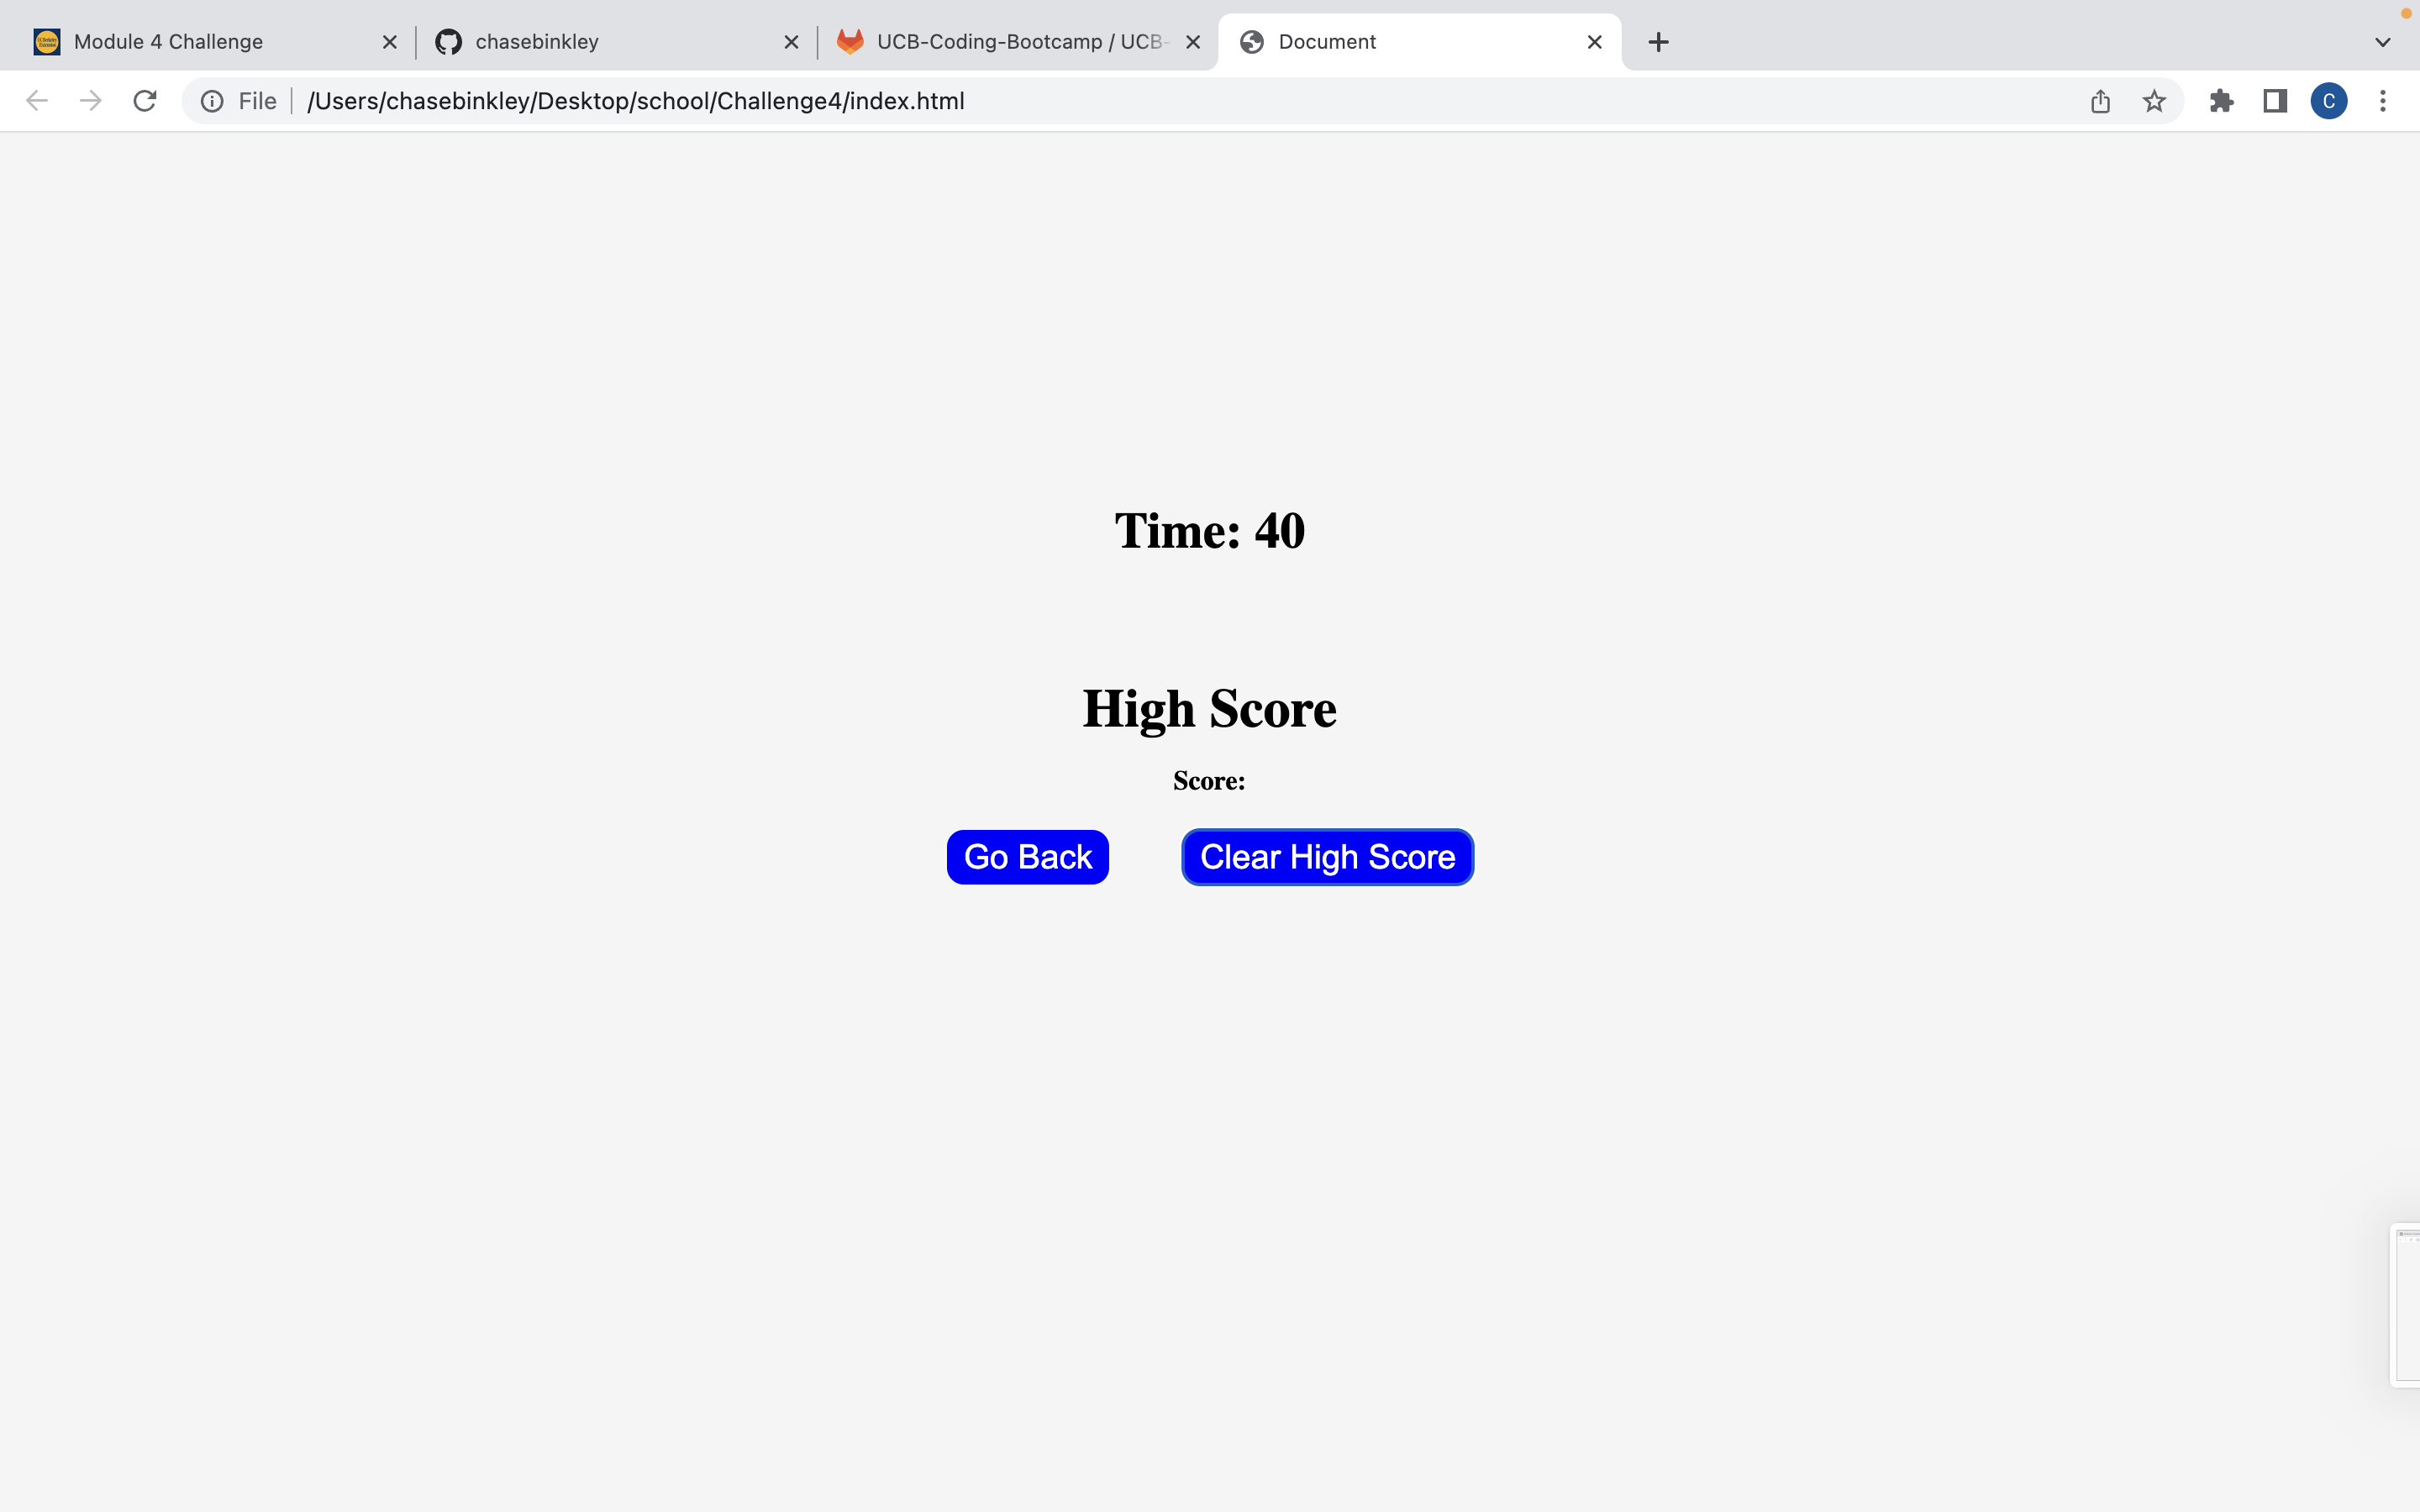 Module 4 Challenge
chasebinkley
UCB-Coding-Bootcamp / UCB-
Document
File
/Users/chasebinkley/Desktop/school/Challenge4/index.html
C
Time: 40
High Score
Score:
Go Back
Clear High Score